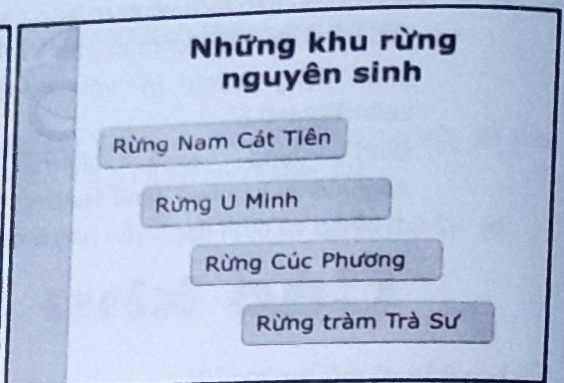 Những khu rừng
nguyên sinh
Rừng Nam Cát Tiên
Rừng U Minh
Rừng Cúc Phương
Rừng tràm Trà Sư